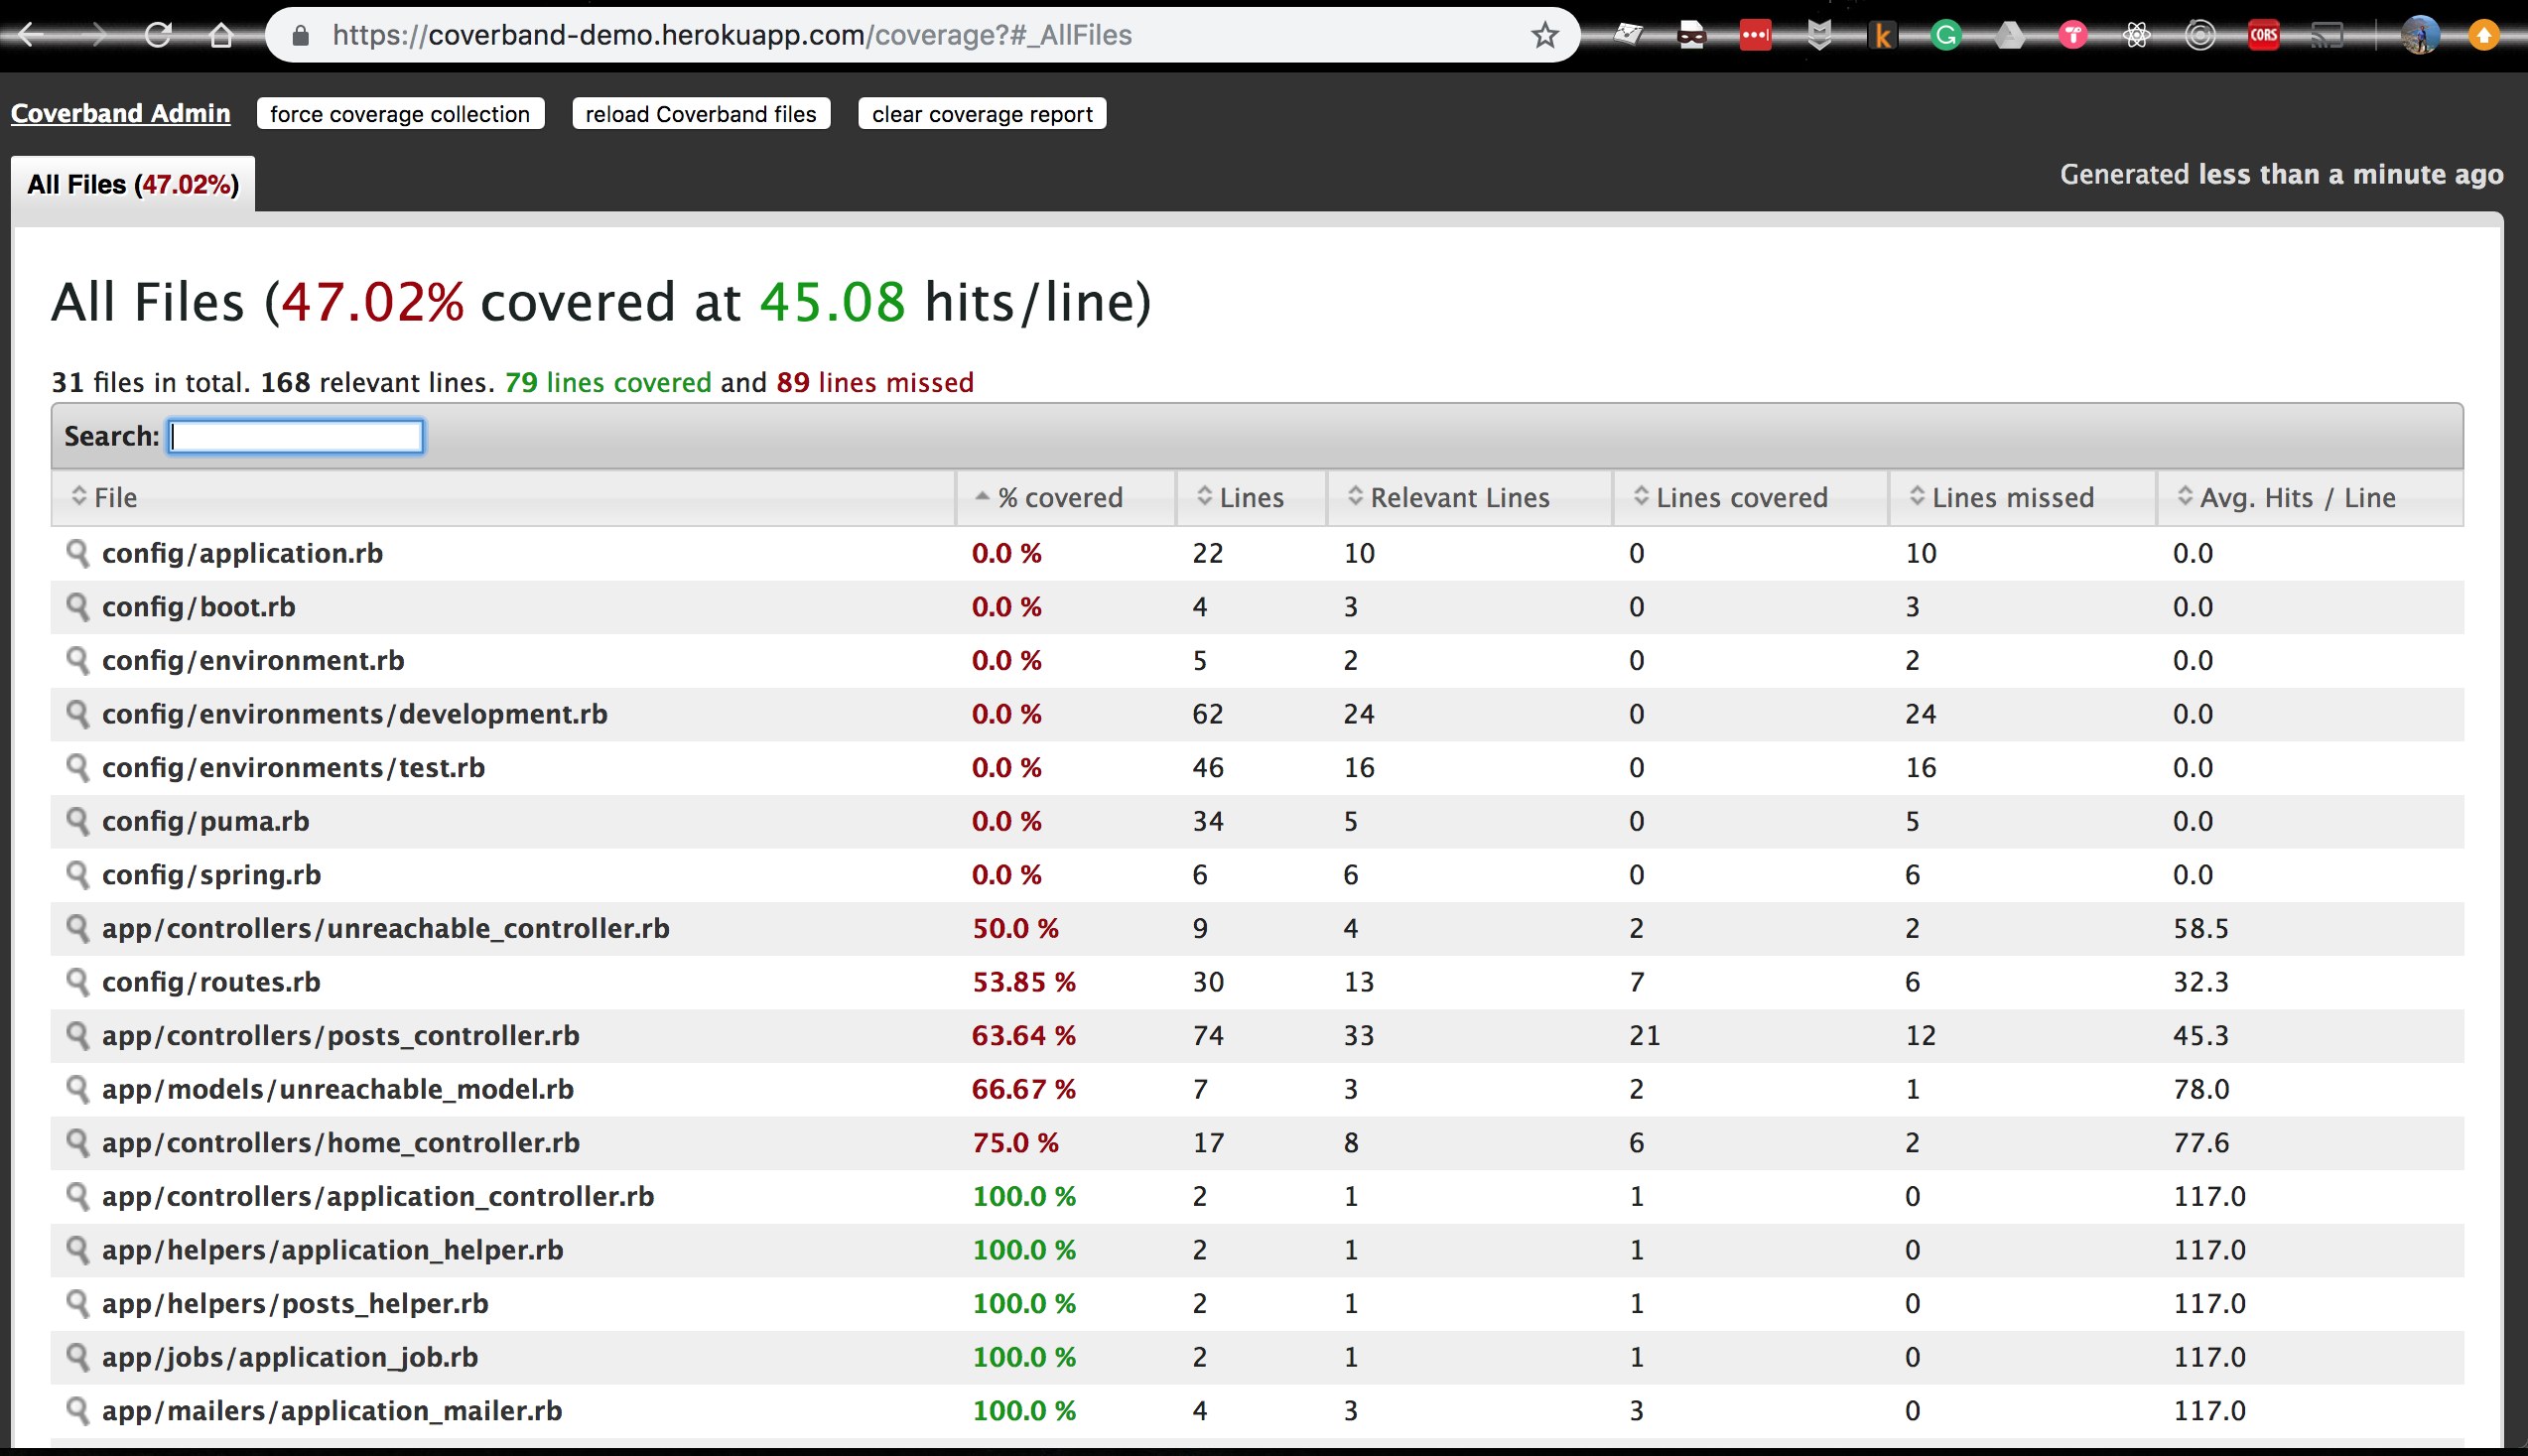 https://coverband-demo.herokuapp.com/coverage?#_AllFiles
k
G
CORS
Coverband Admin force coverage collection reload Coverband files clear coverage report
All Files (47.02%)
Generated less than a minute ago
All Files (47.02% covered at 45.08 hits/line)
31 files in total. 168 relevant lines. 79 lines covered and 89 lines missed
Search:
File % covered Lines Relevant Lines Lines covered Lines missed Avg. Hits / Line
config/application.rb 0.0 % 22 10 0 10 0.0
config/boot.rb 0.0 % 4 3 0 3 0.0
config/environment.rb 0.0 % 5 2 0 2 0.0
config/environments/development.rb 0.0 % 62 24 0 24 0.0
config/environments/test.rb 0.0 % 46 16 0 16 0.0
config/puma.rb 0.0 % 34 5 0 5 0.0
config/spring.rb 0.0 % 6 6 0 6 0.0
app/controllers/unreachable_controller.rb 50.0 % 9 4 2 2 58.5
config/routes.rb 53.85 % 30 13 7 6 32.3
app/controllers/posts_controller.rb 63.64 % 74 33 21 12 45.3
app/models/unreachable_model.rb 66.67 % 7 3 2 1 78.0
app/controllers/home_controller.rb 75.0 % 17 8 6 2 77.6
app/controllers/application_controller.rb 100.0 % 2 1 1 0 117.0
app/helpers/application_helper.rb 100.0 % 2 1 1 0 117.0
app/helpers/posts_helper.rb 100.0 % 2 1 1 0 117.0
app/jobs/application_job.rb 100.0 % 2 1 1 0 117.0
app/mailers/application_mailer.rb 100.0 % 4 3 3 0 117.0